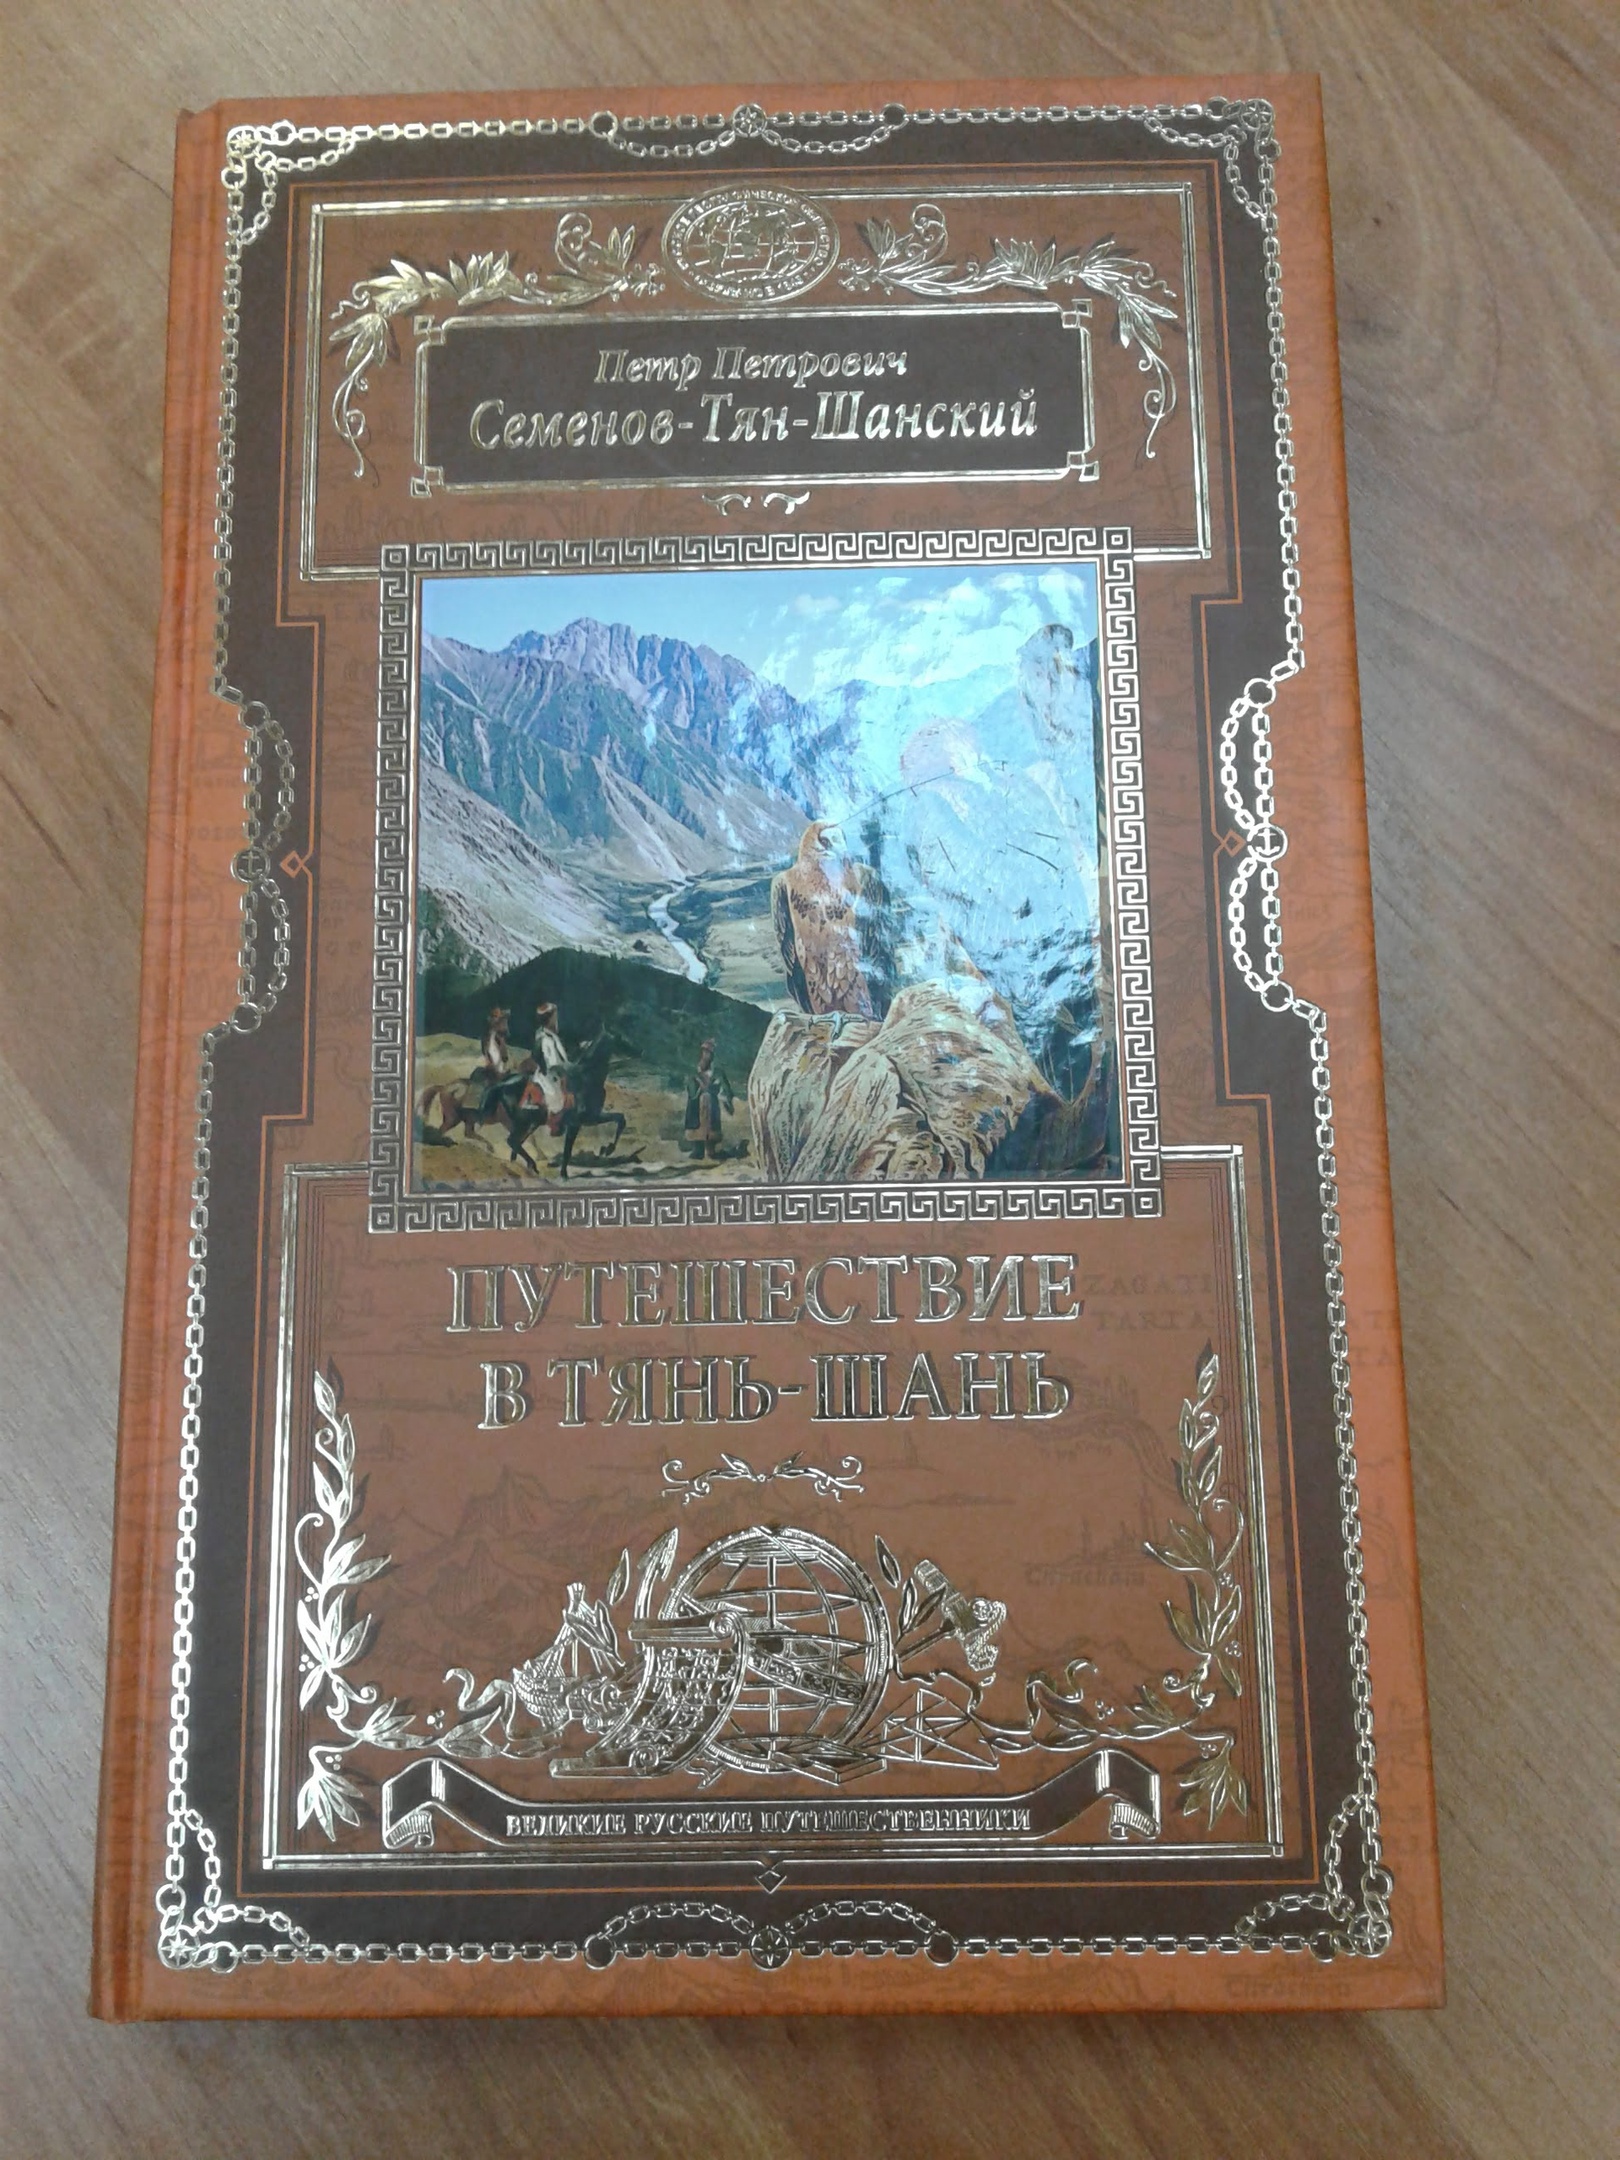 Петр Петрович
Семенов-Тян-Шанский
ПУТЕШЕСТВИЕ
В ТЯНЬ-ШАНЬ
ВЕЛИКИЕ РУССКИЕ ПУТЕШЕСТВЕННИКИ